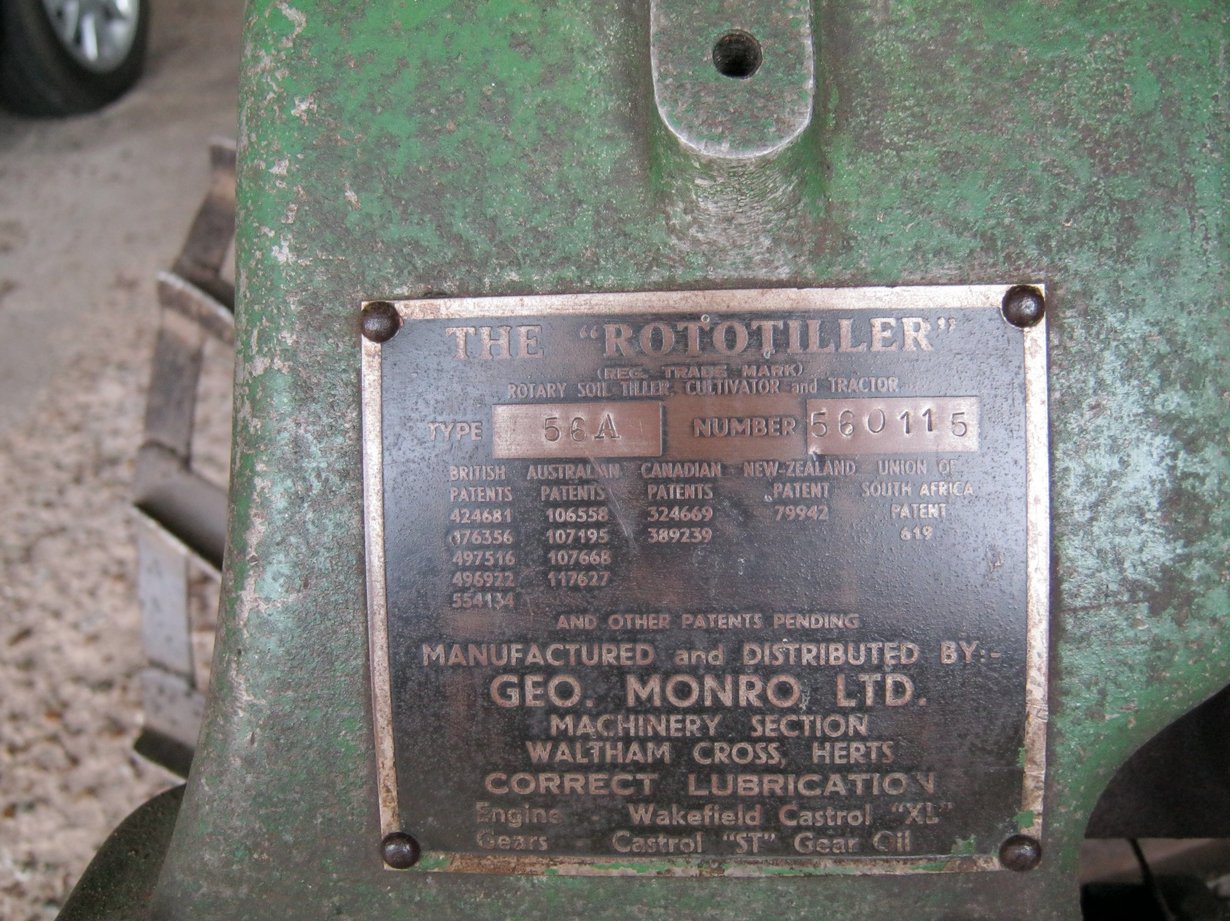 THE "ROTOTILLER"
(REG. TRADE MARK)
ROTARY SOIL TILLER, CULTIVATOR and TRACTOR
TYPE 56A NUMBER 560115
BRITISH AUSTRALIAN CANADIAN NEW-ZEALAND UNION OF
PATENTS PATENTS PATENTS PATENT SOUTH AFRICA
424681 106558 324669 79942 PATENT
376356 107195 389239 619
497516 107668
496922 117627
554134
AND OTHER PATENTS PENDING
MANUFACTURED and DISTRIBUTED BY:-
GEO. MONRO, LTD.
MACHINERY SECTION
WALTHAM CROSS, HERTS
CORRECT LUBRICATION
Engine Wakefield Castrol "XL"
Gears Castrol "ST" Gear Oil